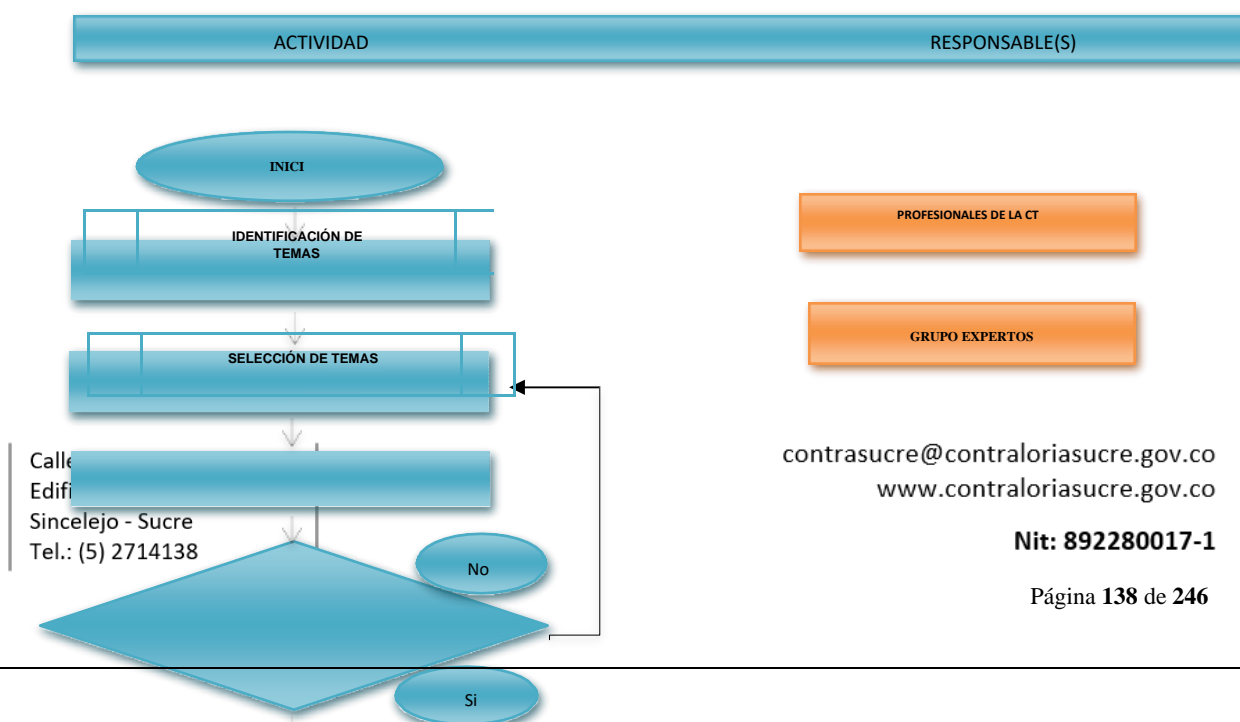 ACTIVIDAD
RESPONSABLE(S)
INICI
IDENTIFICACIÓN DE
TEMAS
PROFESIONALES DE LA CT
SELECCIÓN DE TEMAS
GRUPO EXPERTOS
Calle
Edifi
Sincelejo - Sucre
Tel.: (5) 2714138
contrasucre@contraloriasucre.gov.co
www.contraloriasucre.gov.co
Nit: 892280017-1
Página 138 de 246
No
Si